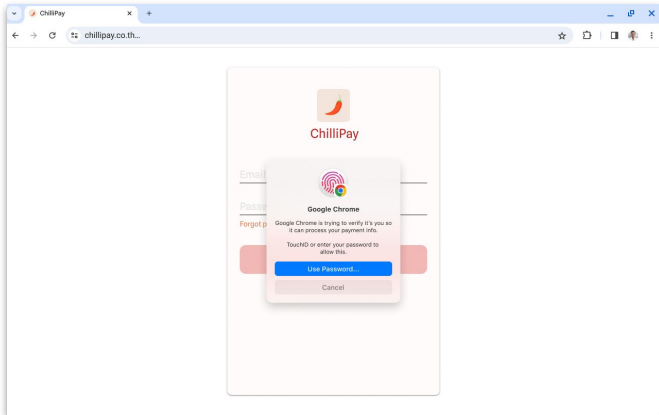 ChilliPay
chillipay.co.th...
ChilliPay
Email
Passw
Forgot p
Google Chrome
Google Chrome is trying to verify it's you so
it can process your payment info.
TouchID or enter your password to
allow this.
Use Password...
Cancel